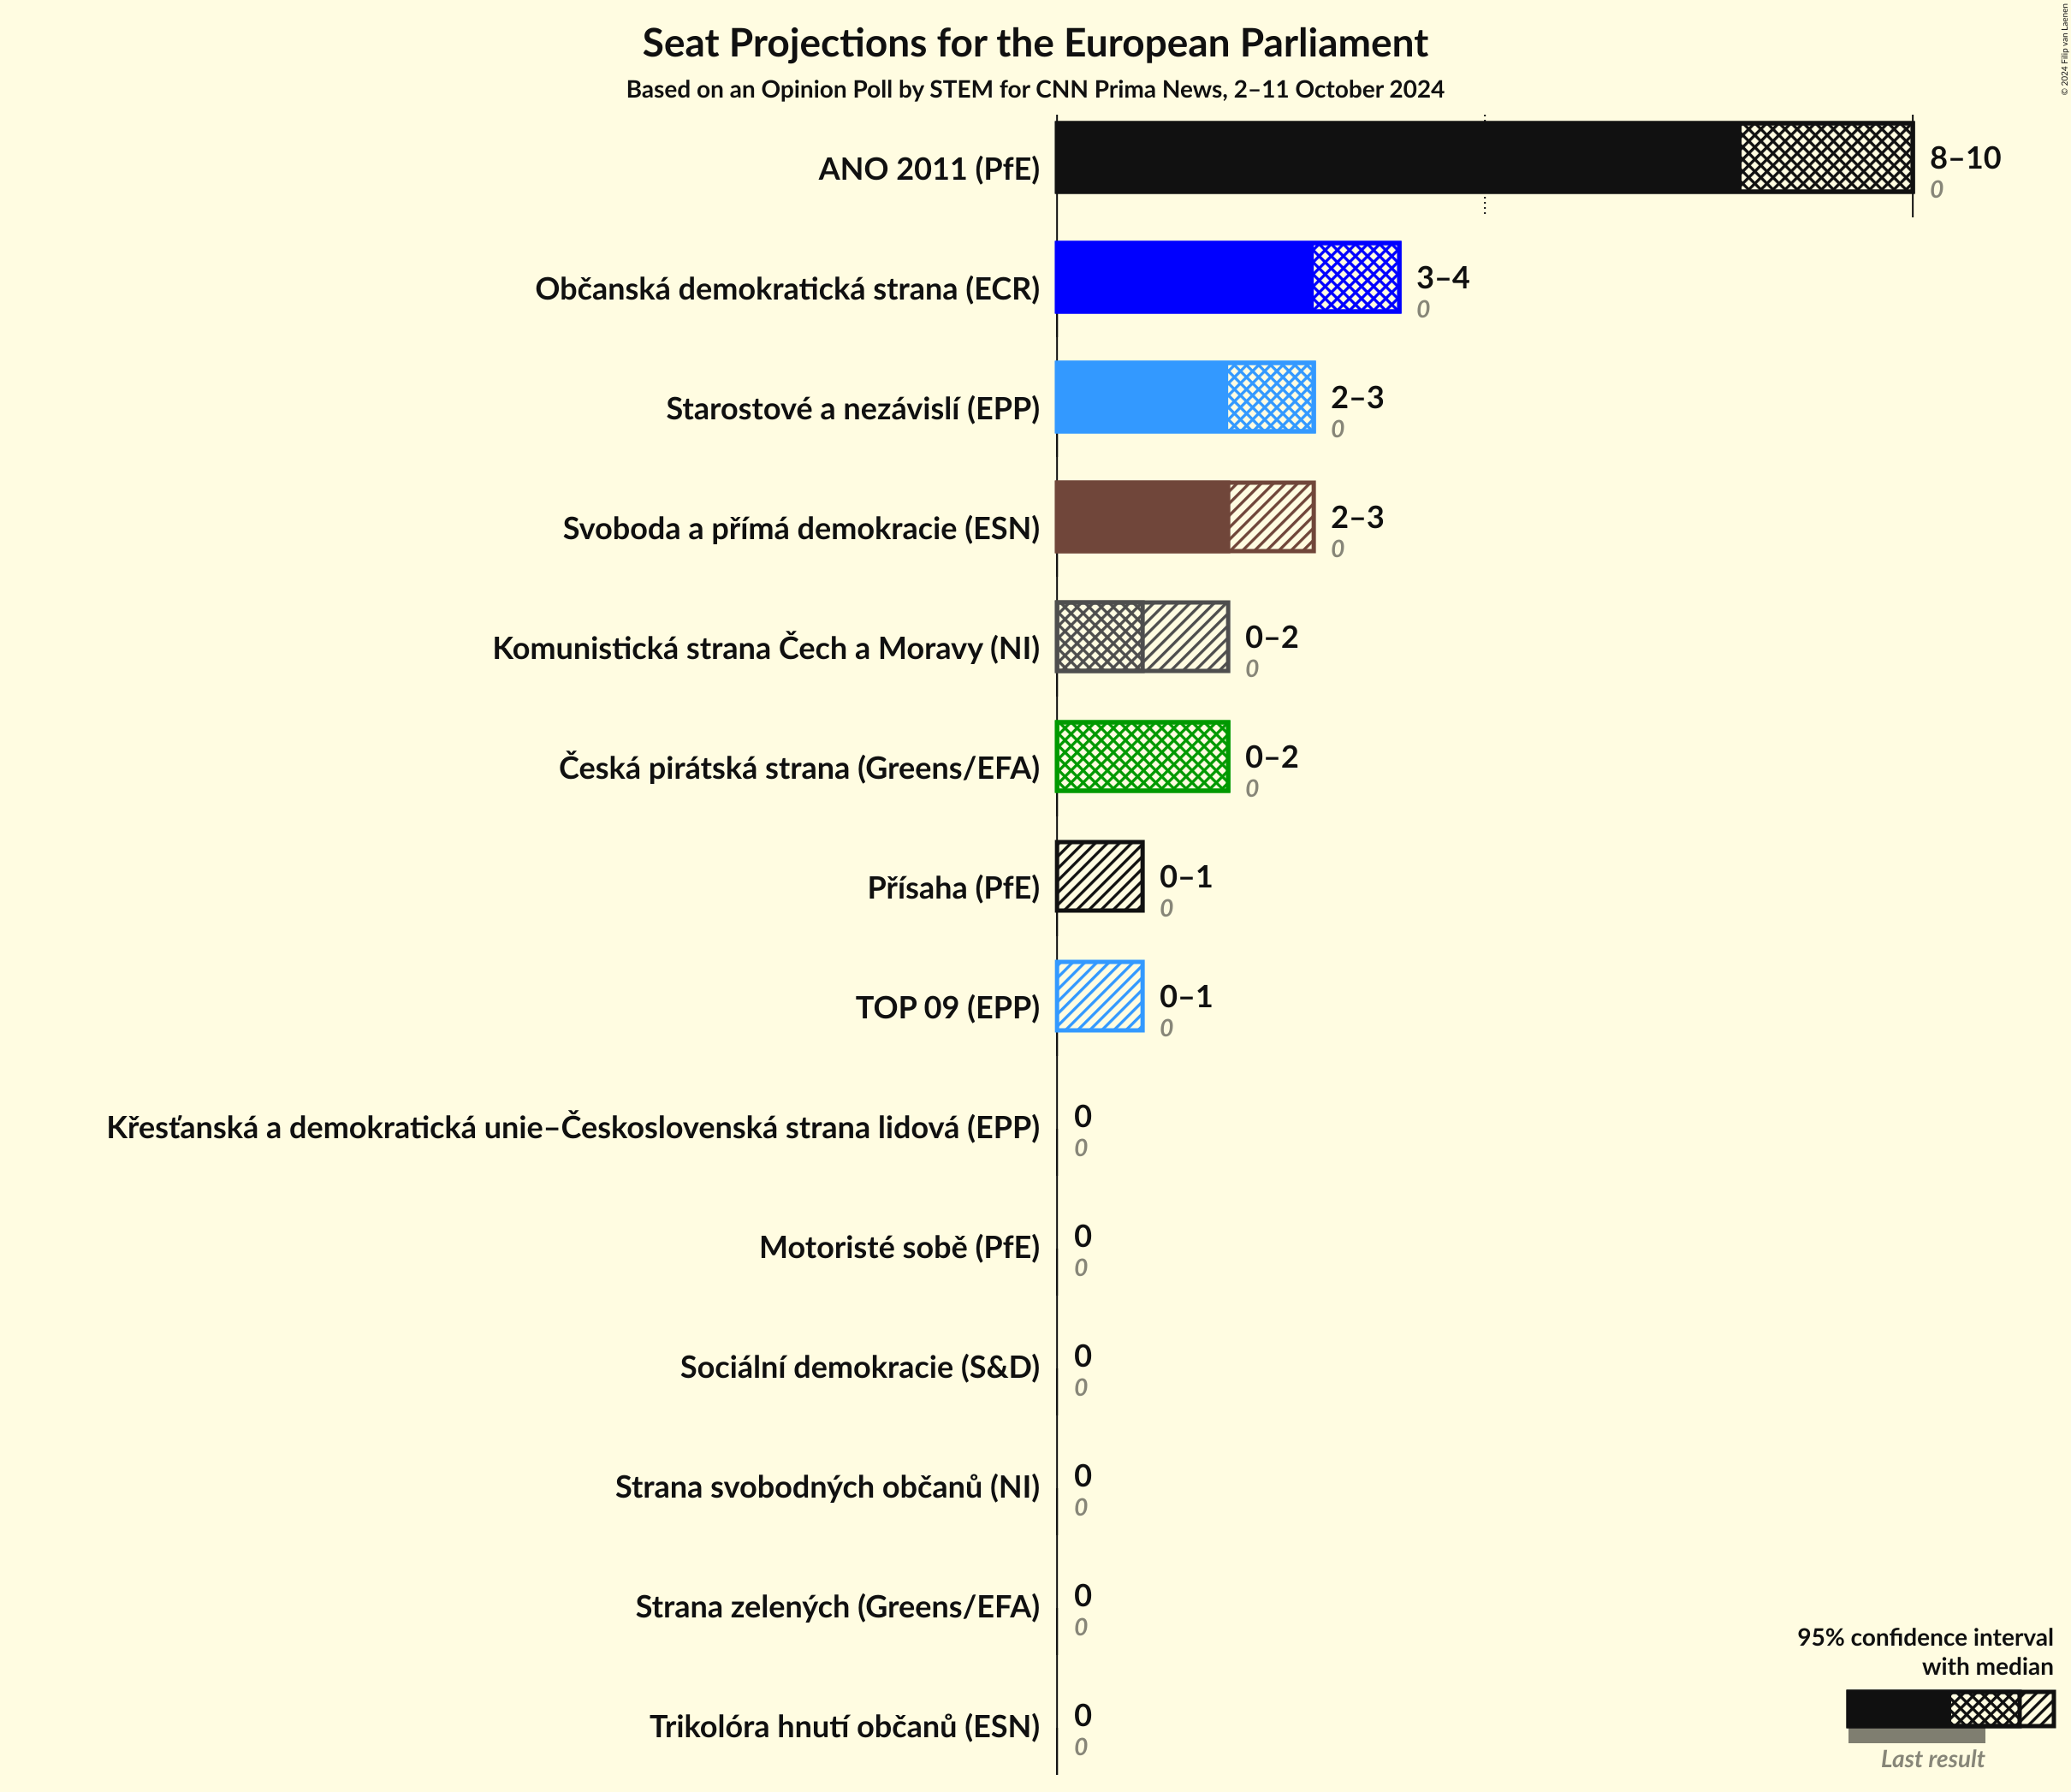 Seat Projections for the European Parliament
Based on an Opinion Poll by STEM for CNN Prima News, 2–11 October 2024
© 2024 Filip van Laenen
ANO 2011 (PfE)
8–10
0
Občanská demokratická strana (ECR)
3–4
0
Starostové a nezávislí (EPP)
2–3
0
Svoboda a přímá demokracie (ESN)
2–3
0
Komunistická strana Čech a Moravy (NI)
0–2
0
Česká pirátská strana (Greens/EFA)
0–2
0
Přísaha (PfE)
0–1
0
TOP 09 (EPP)
0–1
0
Křesťanská a demokratická unie–Československá strana lidová (EPP)
0
0
Motoristé sobě (PfE)
0
0
Sociální demokracie (S&D)
0
0
Strana svobodných občanů (NI)
0
0
Strana zelených (Greens/EFA)
0
0
Trikolóra hnutí občanů (ESN)
0
0
95% confidence interval
with median
Last result